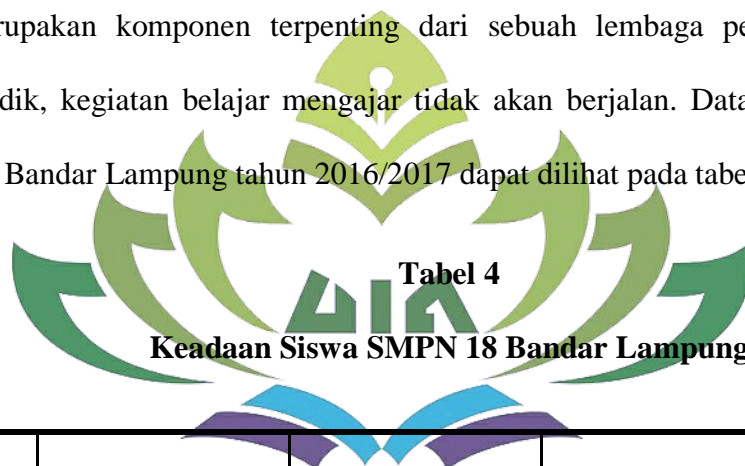 rupakan komponen terpenting dari sebuah lembaga pe
dik, kegiatan belajar mengajar tidak akan berjalan. Data
Bandar Lampung tahun 2016/2017 dapat dilihat pada tabe
Tabel 4
UIN
Keadaan Siswa SMPN 18 Bandar Lampung